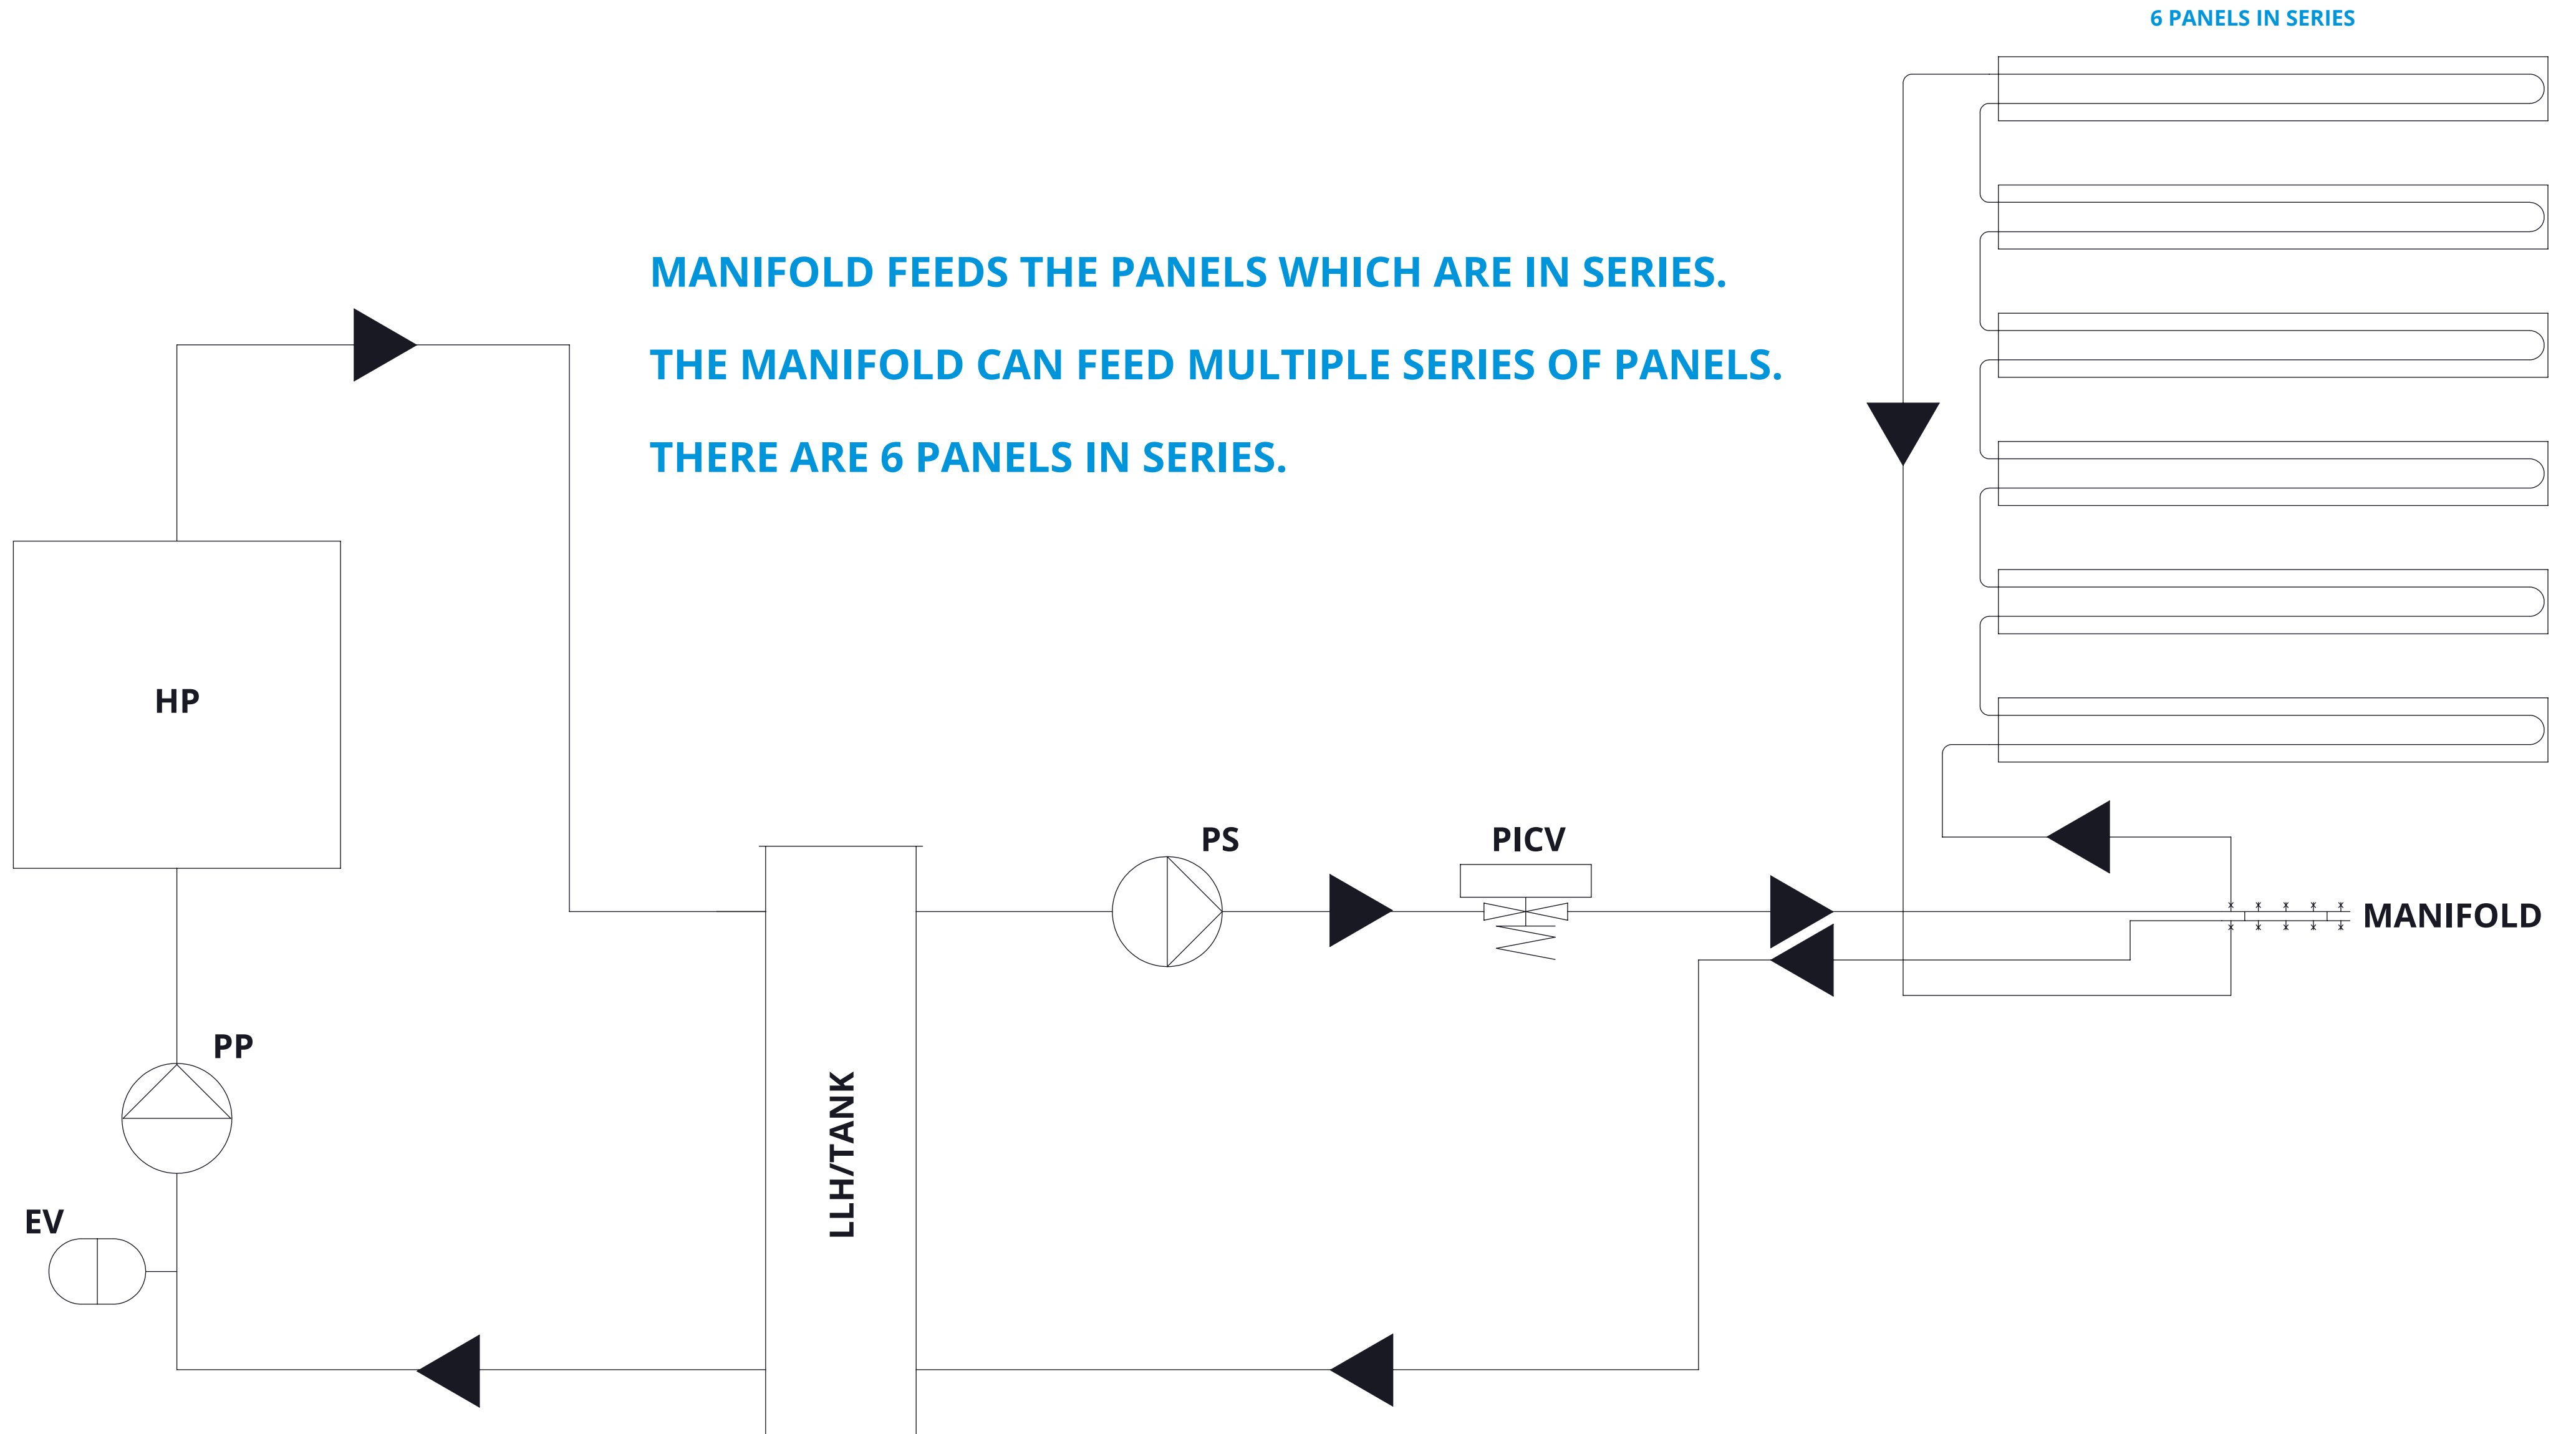 6 PANELS IN SERIES
MANIFOLD FEEDS THE PANELS WHICH ARE IN SERIES.
THE MANIFOLD CAN FEED MULTIPLE SERIES OF PANELS.
THERE ARE 6 PANELS IN SERIES.
HP
PS
PICV
MANIFOLD
PP
LLH/TANK
EV